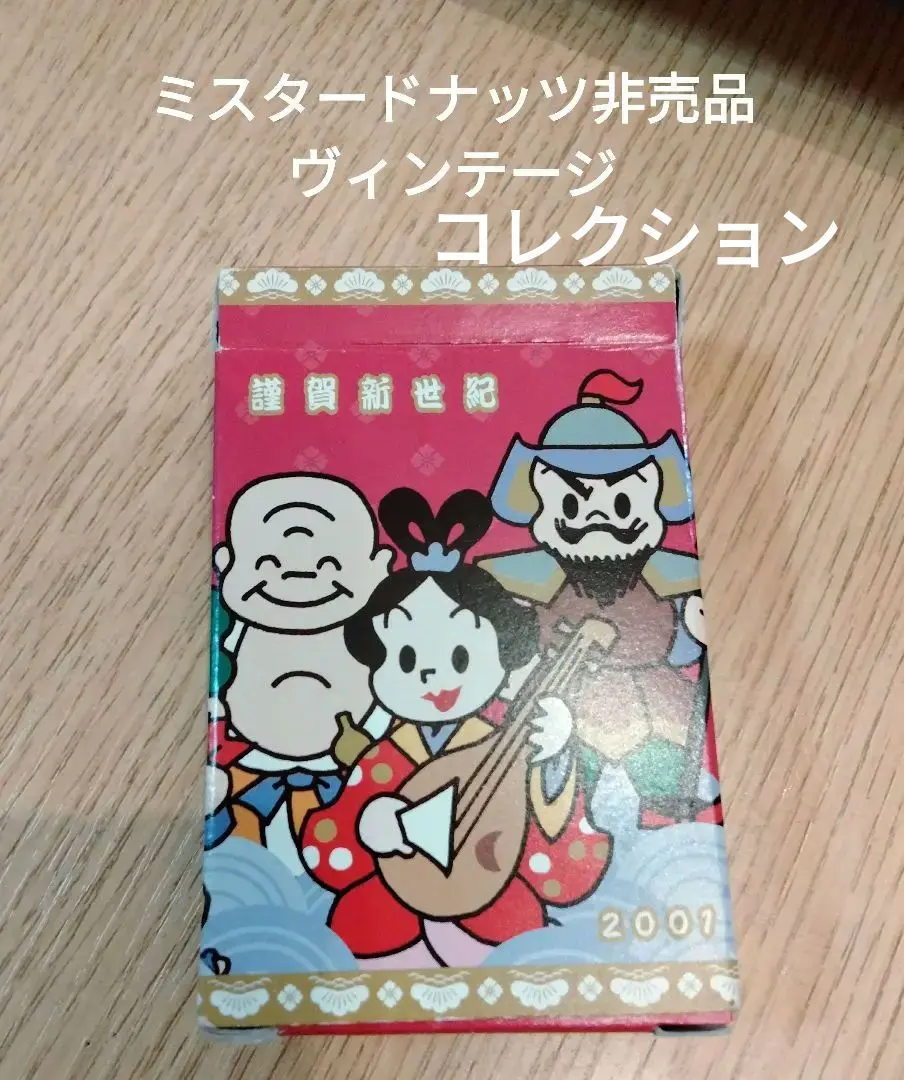 ミスタードナッツ非売品
ヴィンテージ
コレクション
謹賀新世紀
2001